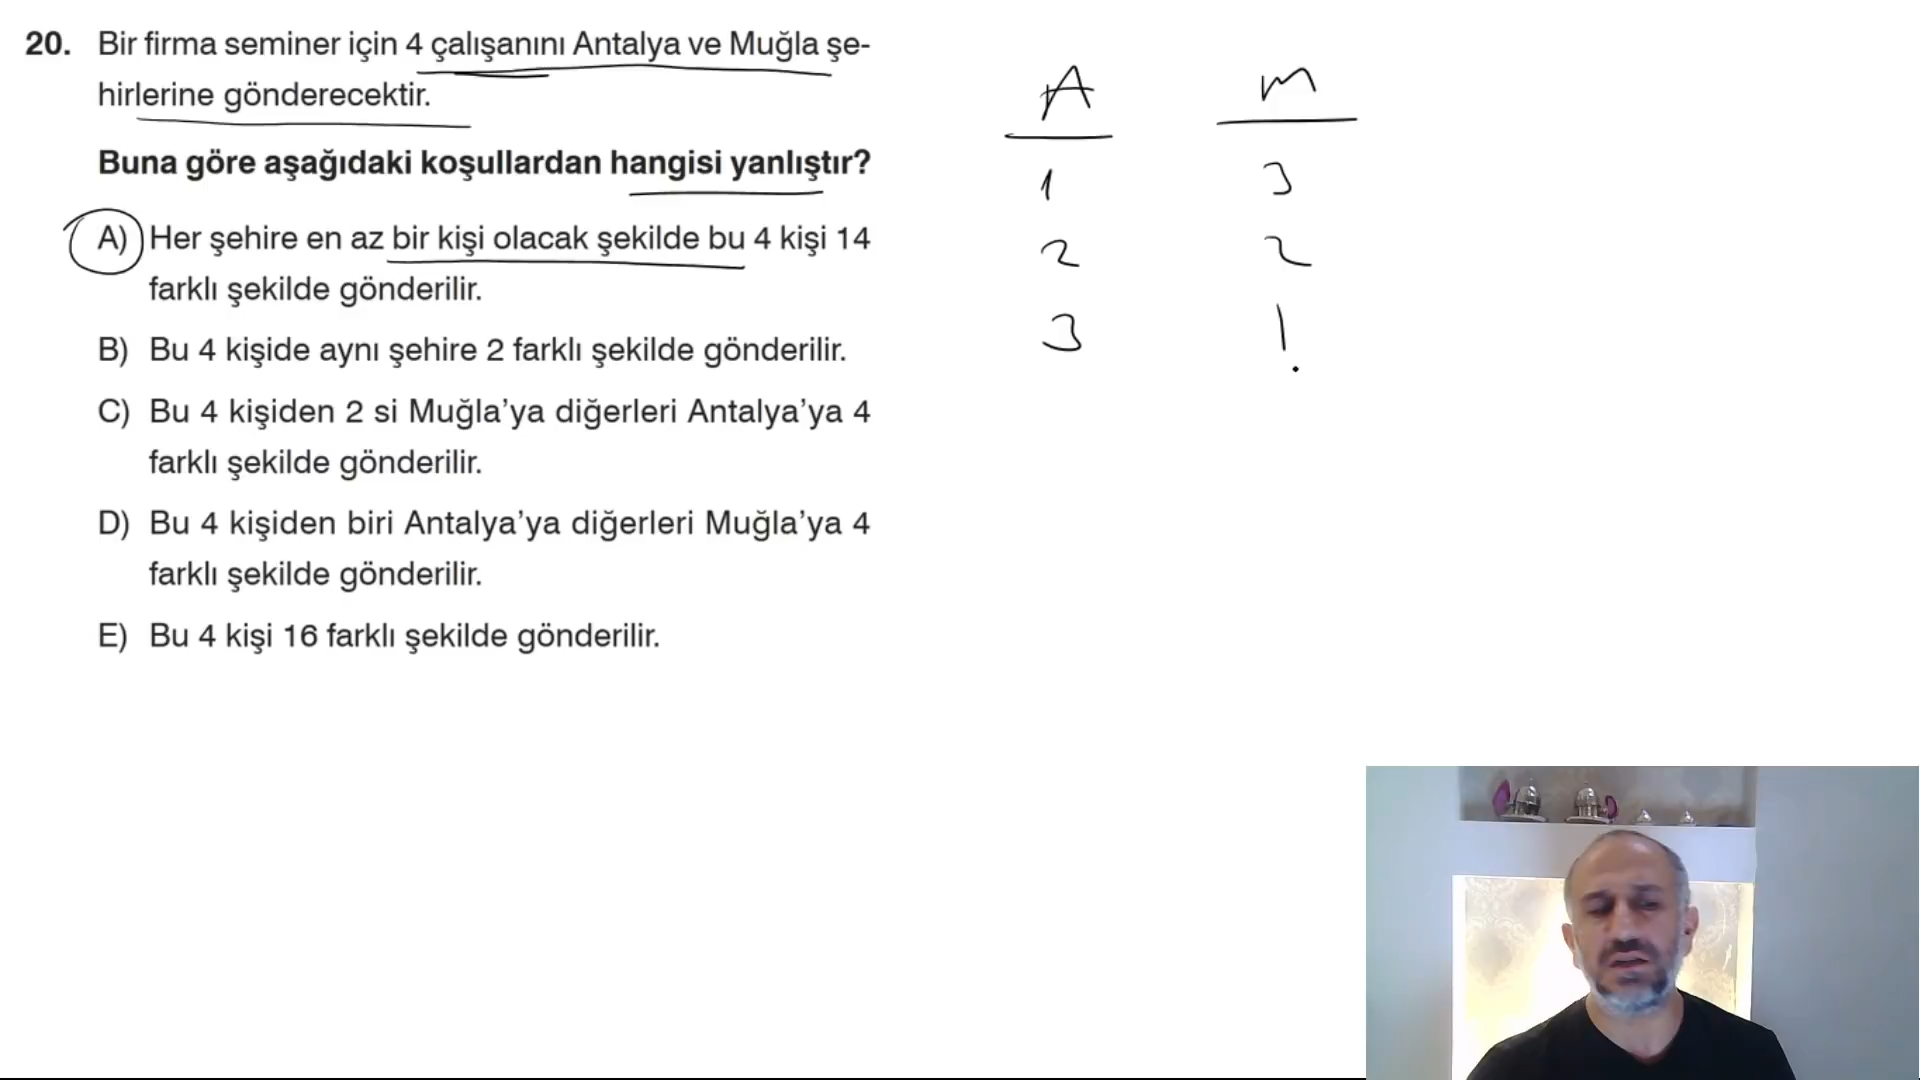 20. Bir firma seminer için 4 çalışanını Antalya ve Muğla şe-
hirlerine gönderecektir.
Buna göre aşağıdaki koşullardan hangisi yanlıştır?
A) Her şehire en az bir kişi olacak şekilde bu 4 kişi 14
farklı şekilde gönderilir.
B) Bu 4 kişide aynı şehire 2 farklı şekilde gönderilir.
C) Bu 4 kişiden 2 si Muğla’ya diğerleri Antalya’ya 4
farklı şekilde gönderilir.
D) Bu 4 kişiden biri Antalya’ya diğerleri Muğla’ya 4
farklı şekilde gönderilir.
E) Bu 4 kişi 16 farklı şekilde gönderilir.
A M
1 3
2 2
3 1